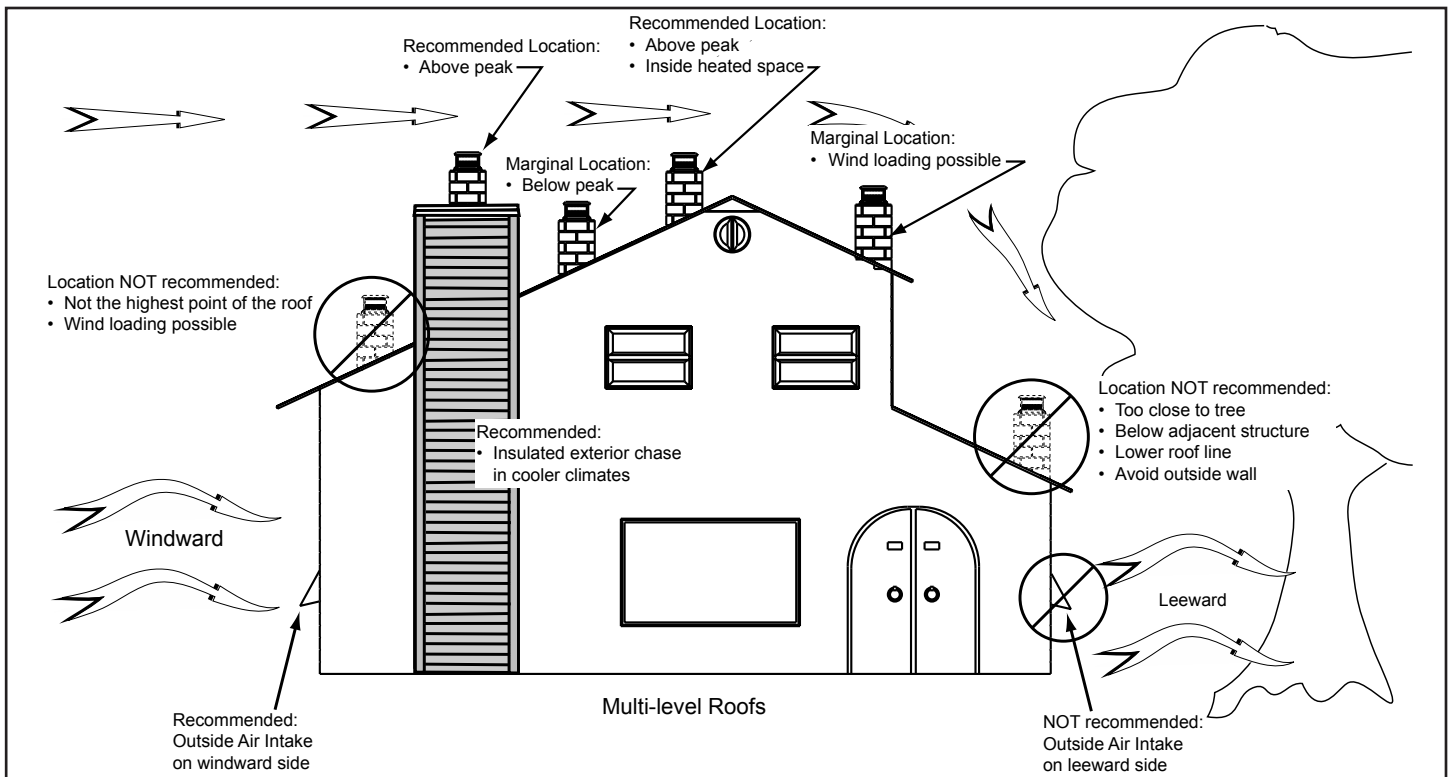 Recommended Location:
• Above peak
• Inside heated space
Recommended Location:
• Above peak
Marginal Location:
• Wind loading possible
Marginal Location:
• Below peak
Location NOT recommended:
• Not the highest point of the roof
• Wind loading possible
Location NOT recommended:
• Too close to tree
• Below adjacent structure
• Lower roof line
• Avoid outside wall
Recommended:
• Insulated exterior chase
in cooler climates
Windward
Leeward
Multi-level Roofs
Recommended:
Outside Air Intake
on windward side
NOT recommended:
Outside Air Intake
on leeward side